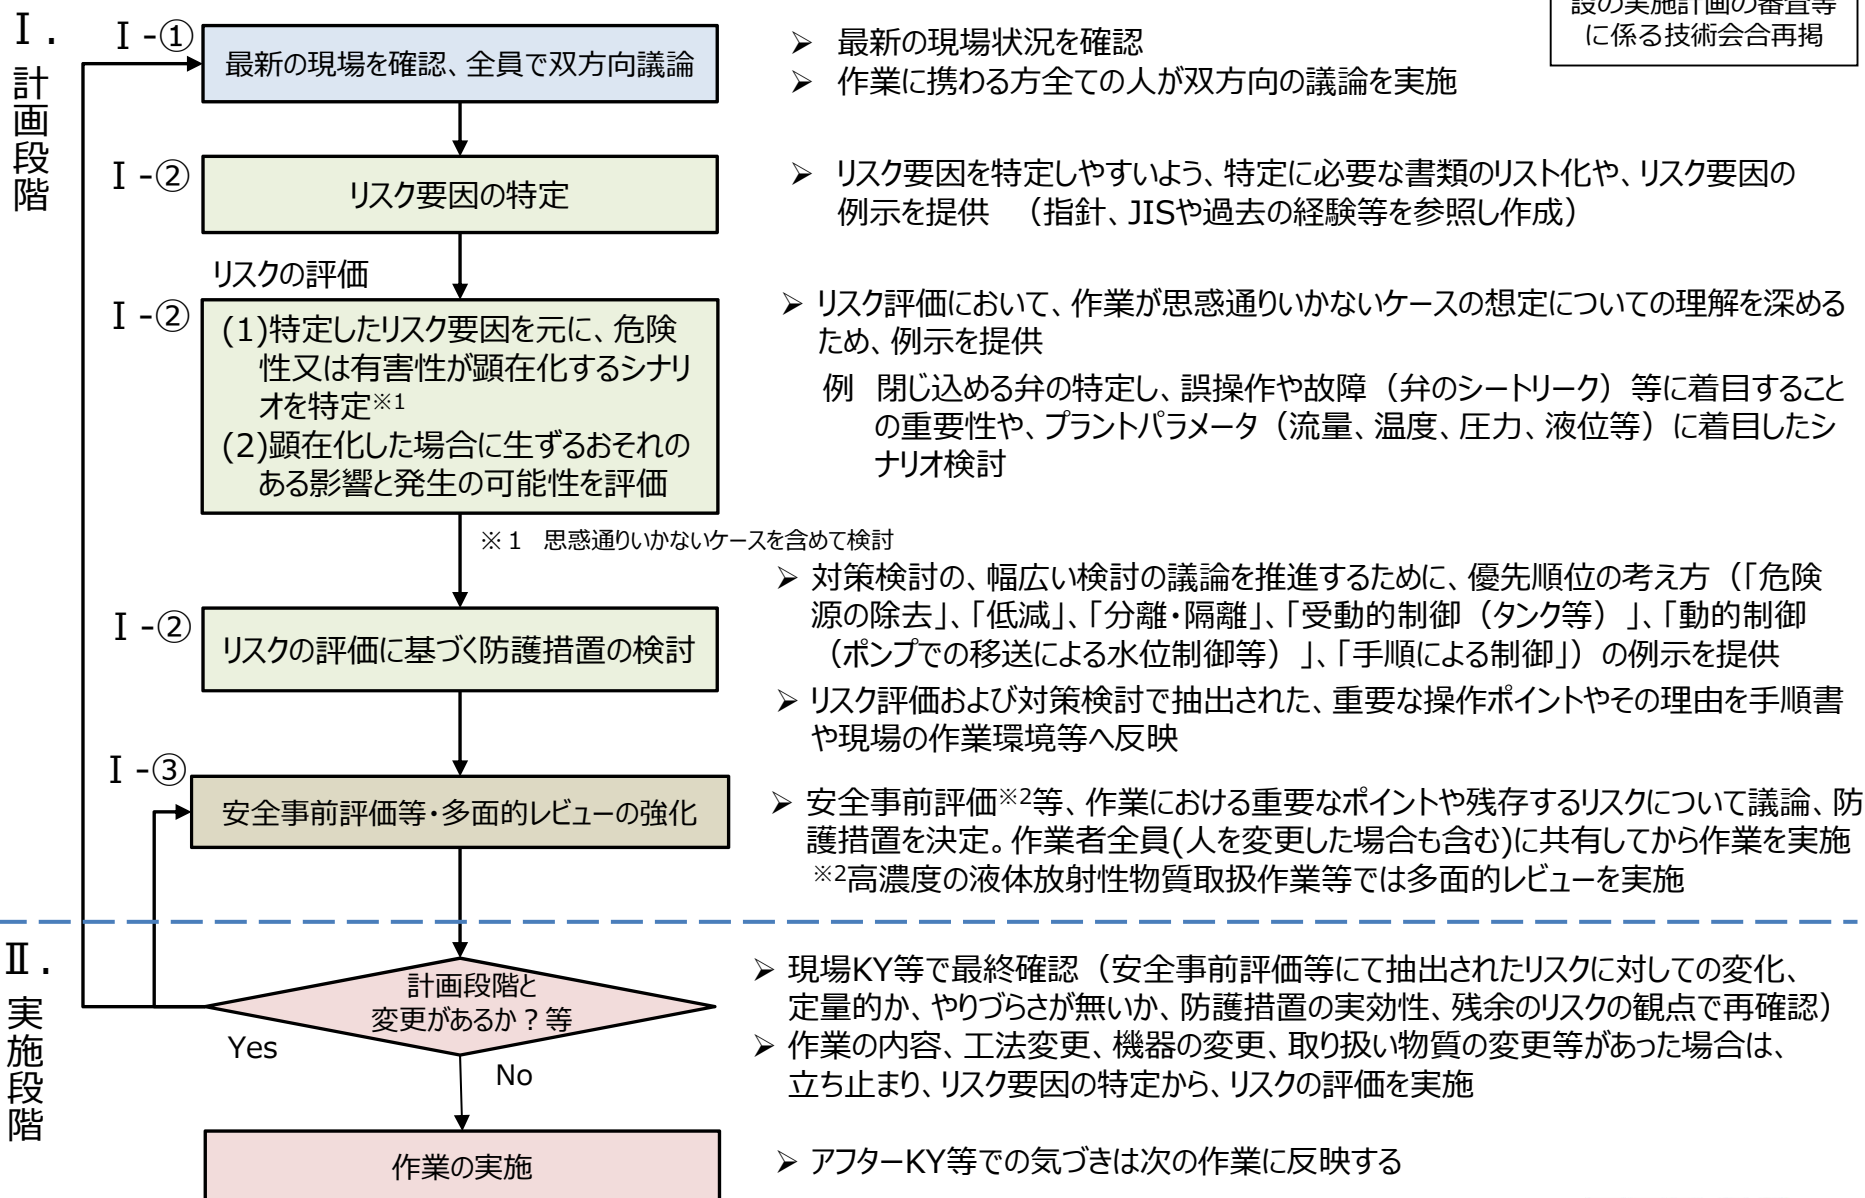 設の実施計画の審査等
に係る技術会合再掲
Ⅰ.
計画段階
Ⅰ-①
最新の現場を確認、全員で双方向議論
➢ 最新の現場状況を確認
➢ 作業に携わる方全ての人が双方向の議論を実施
Ⅰ-②
リスク要因の特定
➢ リスク要因を特定しやすいよう、特定に必要な書類のリスト化や、リスク要因の
例示を提供 （指針、JISや過去の経験等を参照し作成）
リスクの評価
Ⅰ-②
(1)特定したリスク要因を元に、危険
性又は有害性が顕在化するシナリ
オを特定※1
(2)顕在化した場合に生ずるおそれの
ある影響と発生の可能性を評価
➢ リスク評価において、作業が思惑通りいかないケースの想定についての理解を深める
ため、例示を提供
例 閉じ込める弁の特定し、誤操作や故障（弁のシートリーク）等に着目すること
の重要性や、プラントパラメータ（流量、温度、圧力、液位等）に着目したシ
ナリオ検討
※１ 思惑通りいかないケースを含めて検討
Ⅰ-②
リスクの評価に基づく防護措置の検討
➢ 対策検討の、幅広い検討の議論を推進するために、優先順位の考え方（「危険
源の除去」、「低減」、「分離・隔離」、「受動的制御（タンク等）」、「動的制御
（ポンプでの移送による水位制御等）」、「手順による制御」）の例示を提供
➢ リスク評価および対策検討で抽出された、重要な操作ポイントやその理由を手順書
や現場の作業環境等へ反映
Ⅰ-③
安全事前評価等・多面的レビューの強化
➢ 安全事前評価※2等、作業における重要なポイントや残存するリスクについて議論、防
護措置を決定。作業者全員(人を変更した場合も含む)に共有してから作業を実施
※2高濃度の液体放射性物質取扱作業等では多面的レビューを実施
Ⅱ.
実施段階
計画段階と
変更があるか？等
Yes
No
➢ 現場KY等で最終確認（安全事前評価等にて抽出されたリスクに対しての変化、
定量的か、やりづらさが無いか、防護措置の実効性、残余のリスクの観点で再確認）
➢ 作業の内容、工法変更、機器の変更、取り扱い物質の変更等があった場合は、
立ち止まり、リスク要因の特定から、リスクの評価を実施
作業の実施
➢ アフターKY等での気づきは次の作業に反映する